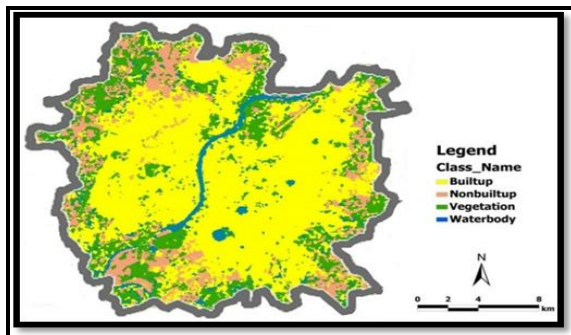 Legend
Class_Name
Builtup
Nonbuiltup
Vegetation
Waterbody
N
0 2 4 8
km